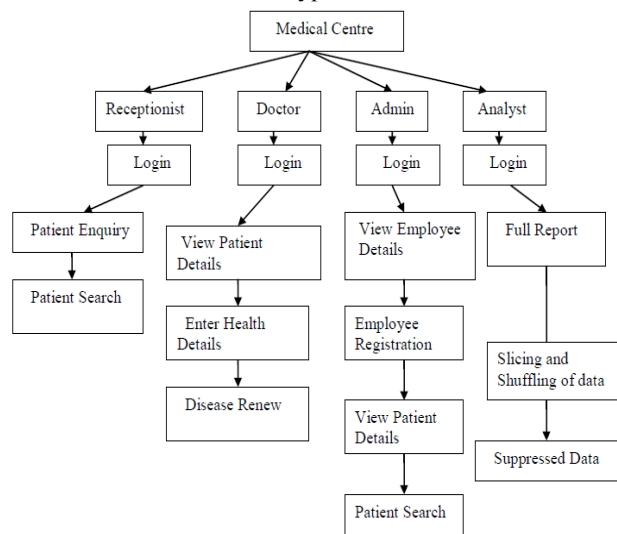 Medical Centre
Receptionist
Doctor
Admin
Analyst
Login
Login
Login
Login
Patient Enquiry
View Patient
Details
View Employee
Details
Full Report
Patient Search
Enter Health
Details
Employee
Registration
Slicing and
Shuffling of data
Disease Renew
View Patient
Details
Suppressed Data
Patient Search